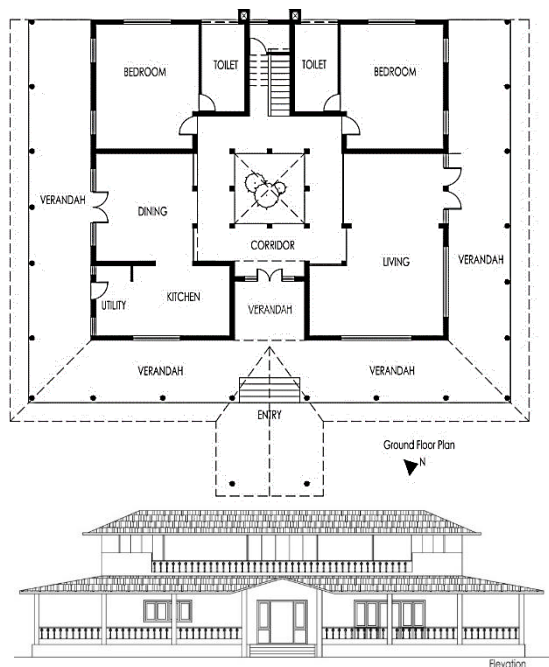 BEDROOM
TOILET
TOILET
BEDROOM
VERANDAH
DINING
CORRIDOR
LIVING
VERANDAH
UTILITY
KITCHEN
VERANDAH
VERANDAH
VERANDAH
ENTRY
Ground Floor Plan
N
Elevation